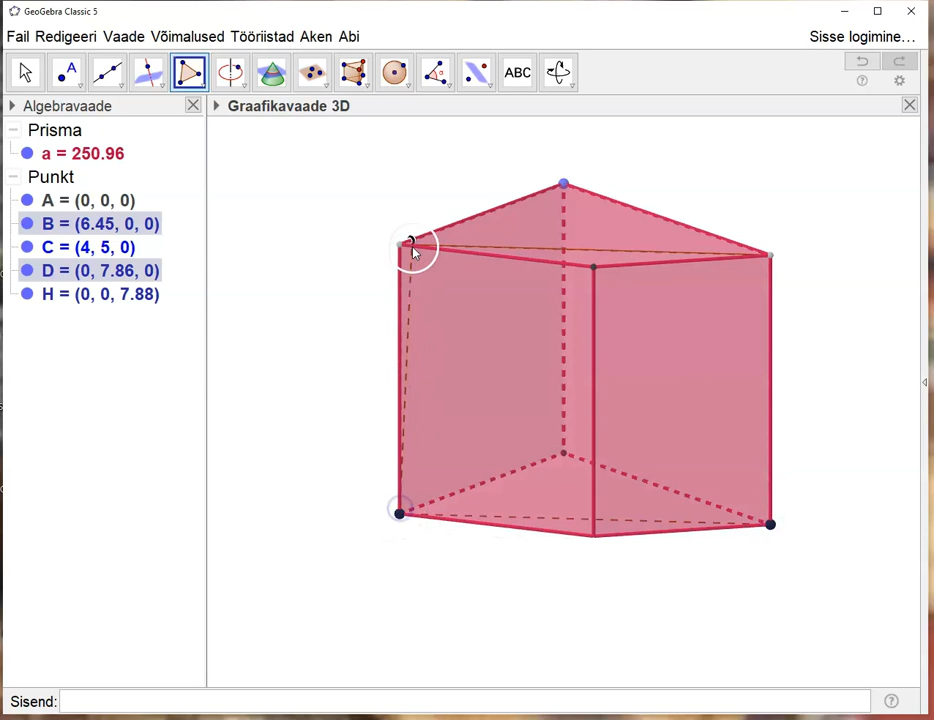 GeoGebra Classic 5
Fail Redigeeri Vaade Võimalused Tööriistad Aken Abi
Sisse logimine...
A
ABC
Algebravaade
Graafikavaade 3D
Prisma
a = 250.96
Punkt
A = (0, 0, 0)
B = (6.45, 0, 0)
C = (4, 5, 0)
D = (0, 7.86, 0)
H = (0, 0, 7.88)
Sisend: